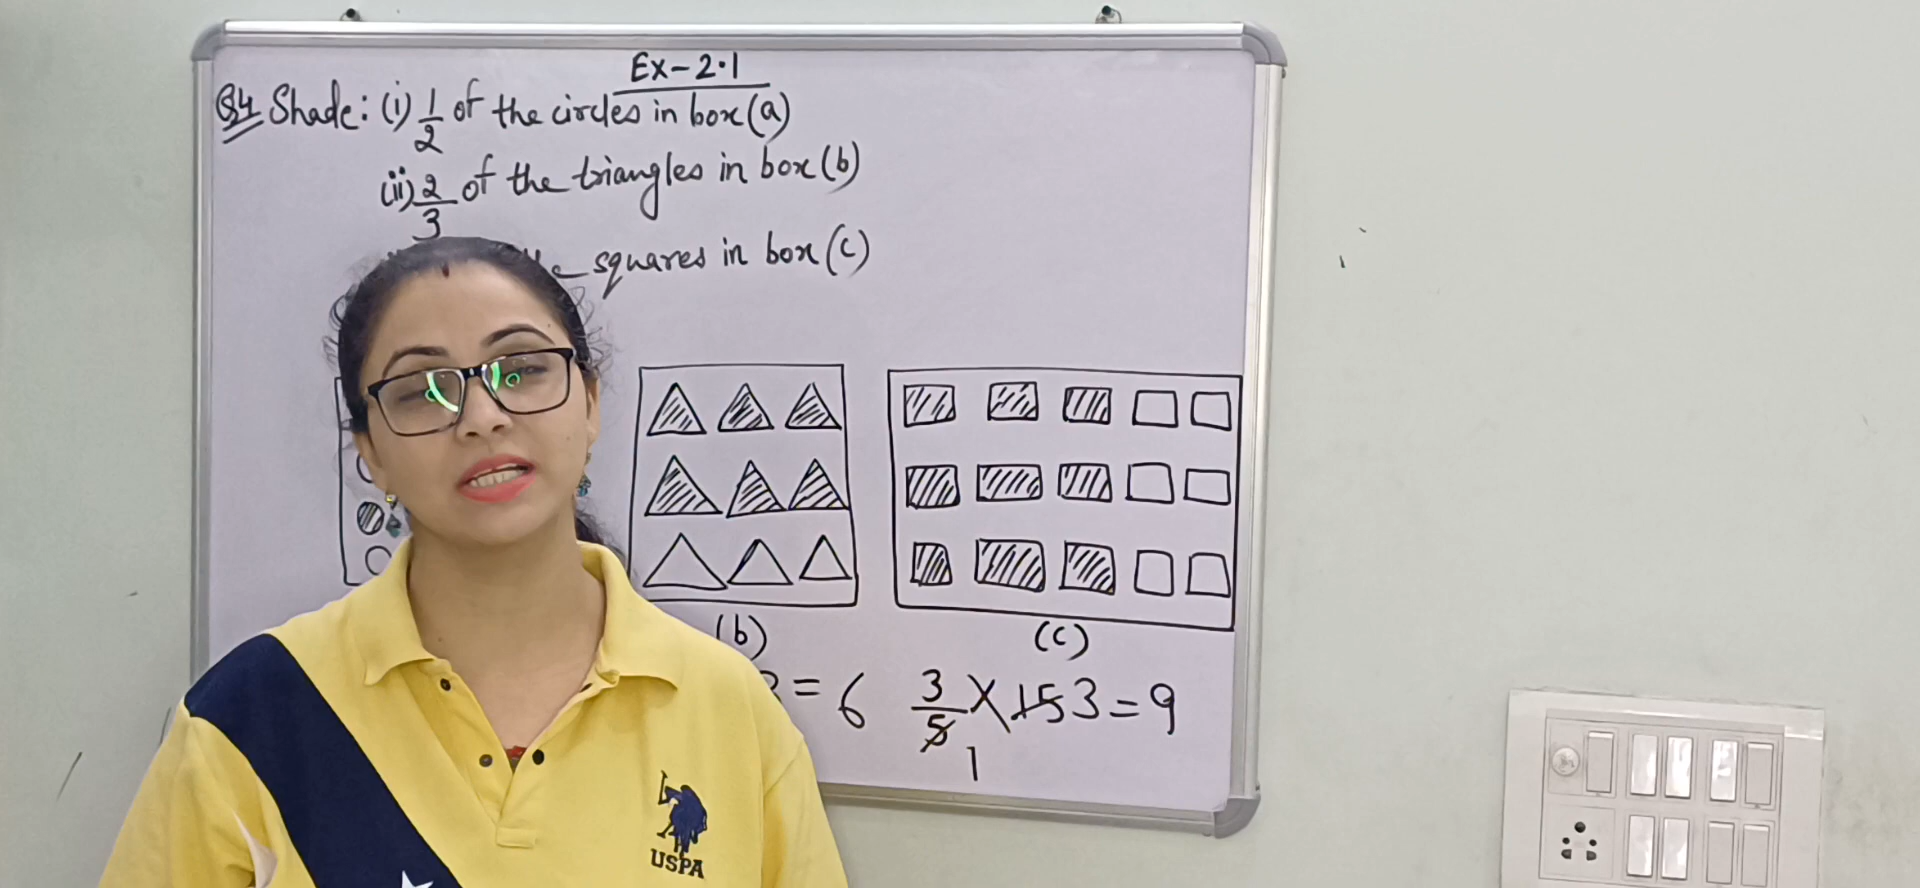 Ex-2.1
Q4 Shade: (i) 1/2 of the circles in box (a)
(ii) 2/3 of the triangles in box (b)
squares in box (c)
(b)
(c)
= 6
3/5 × 15 3 = 9
1
USPA